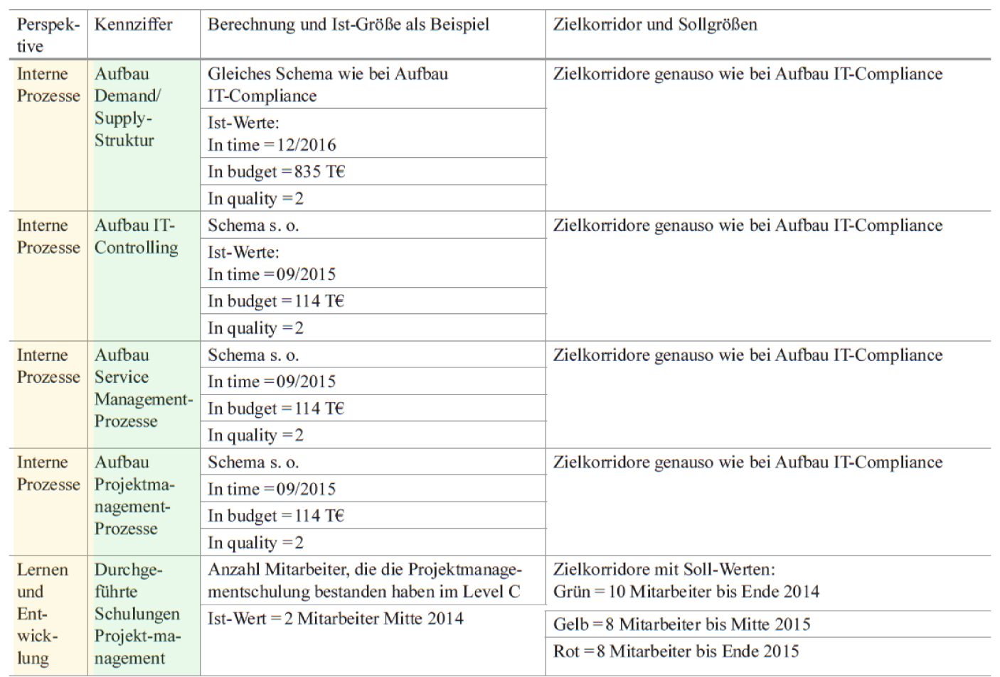 Perspek-
tive
Kennziffer
Berechnung und Ist-Größe als Beispiel
Zielkorridor und Sollgrößen
Interne
Prozesse
Aufbau
Demand/
Supply-
Struktur
Gleiches Schema wie bei Aufbau
IT-Compliance
Ist-Werte:
In time = 12/2016
In budget = 835 T€
In quality = 2
Zielkorridore genauso wie bei Aufbau IT-Compliance
Interne
Prozesse
Aufbau IT-
Controlling
Schema s. o.
Ist-Werte:
In time = 09/2015
In budget = 114 T€
In quality = 2
Zielkorridore genauso wie bei Aufbau IT-Compliance
Interne
Prozesse
Aufbau
Service
Management-
Prozesse
Schema s. o.
In time = 09/2015
In budget = 114 T€
In quality = 2
Zielkorridore genauso wie bei Aufbau IT-Compliance
Interne
Prozesse
Aufbau
Projektma-
nagement-
Prozesse
Schema s. o.
In time = 09/2015
In budget = 114 T€
In quality = 2
Zielkorridore genauso wie bei Aufbau IT-Compliance
Lernen
und
Ent-
wick-
lung
Durchge-
führte
Schulungen
Projekt-ma-
nagement
Anzahl Mitarbeiter, die die Projektmanage-
mentschulung bestanden haben im Level C
Ist-Wert = 2 Mitarbeiter Mitte 2014
Zielkorridore mit Soll-Werten:
Grün = 10 Mitarbeiter bis Ende 2014
Gelb = 8 Mitarbeiter bis Mitte 2015
Rot = 8 Mitarbeiter bis Ende 2015